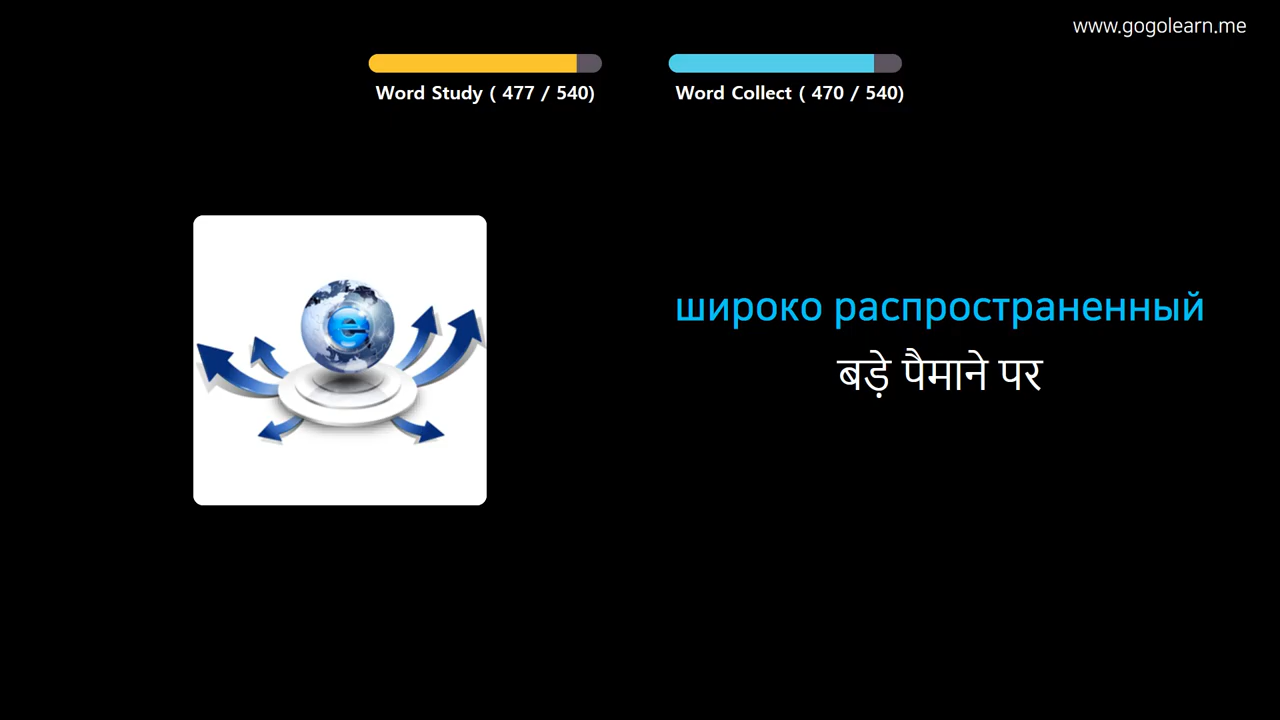 www.gogolearn.me
Word Study ( 477 / 540)
Word Collect ( 470 / 540)
e
широко распространенный
बड़े पैमाने पर